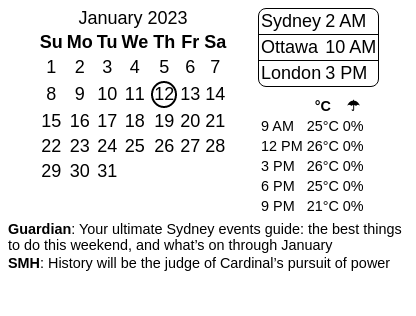 January 2023
Su Mo Tu We Th Fr Sa
1 2 3 4 5 6 7
8 9 10 11 12 13 14
15 16 17 18 19 20 21
22 23 24 25 26 27 28
29 30 31
Sydney 2 AM
Ottawa 10 AM
London 3 PM
°C ☂
9 AM 25°C 0%
12 PM 26°C 0%
3 PM 26°C 0%
6 PM 25°C 0%
9 PM 21°C 0%
Guardian: Your ultimate Sydney events guide: the best things
to do this weekend, and what’s on through January
SMH: History will be the judge of Cardinal’s pursuit of power